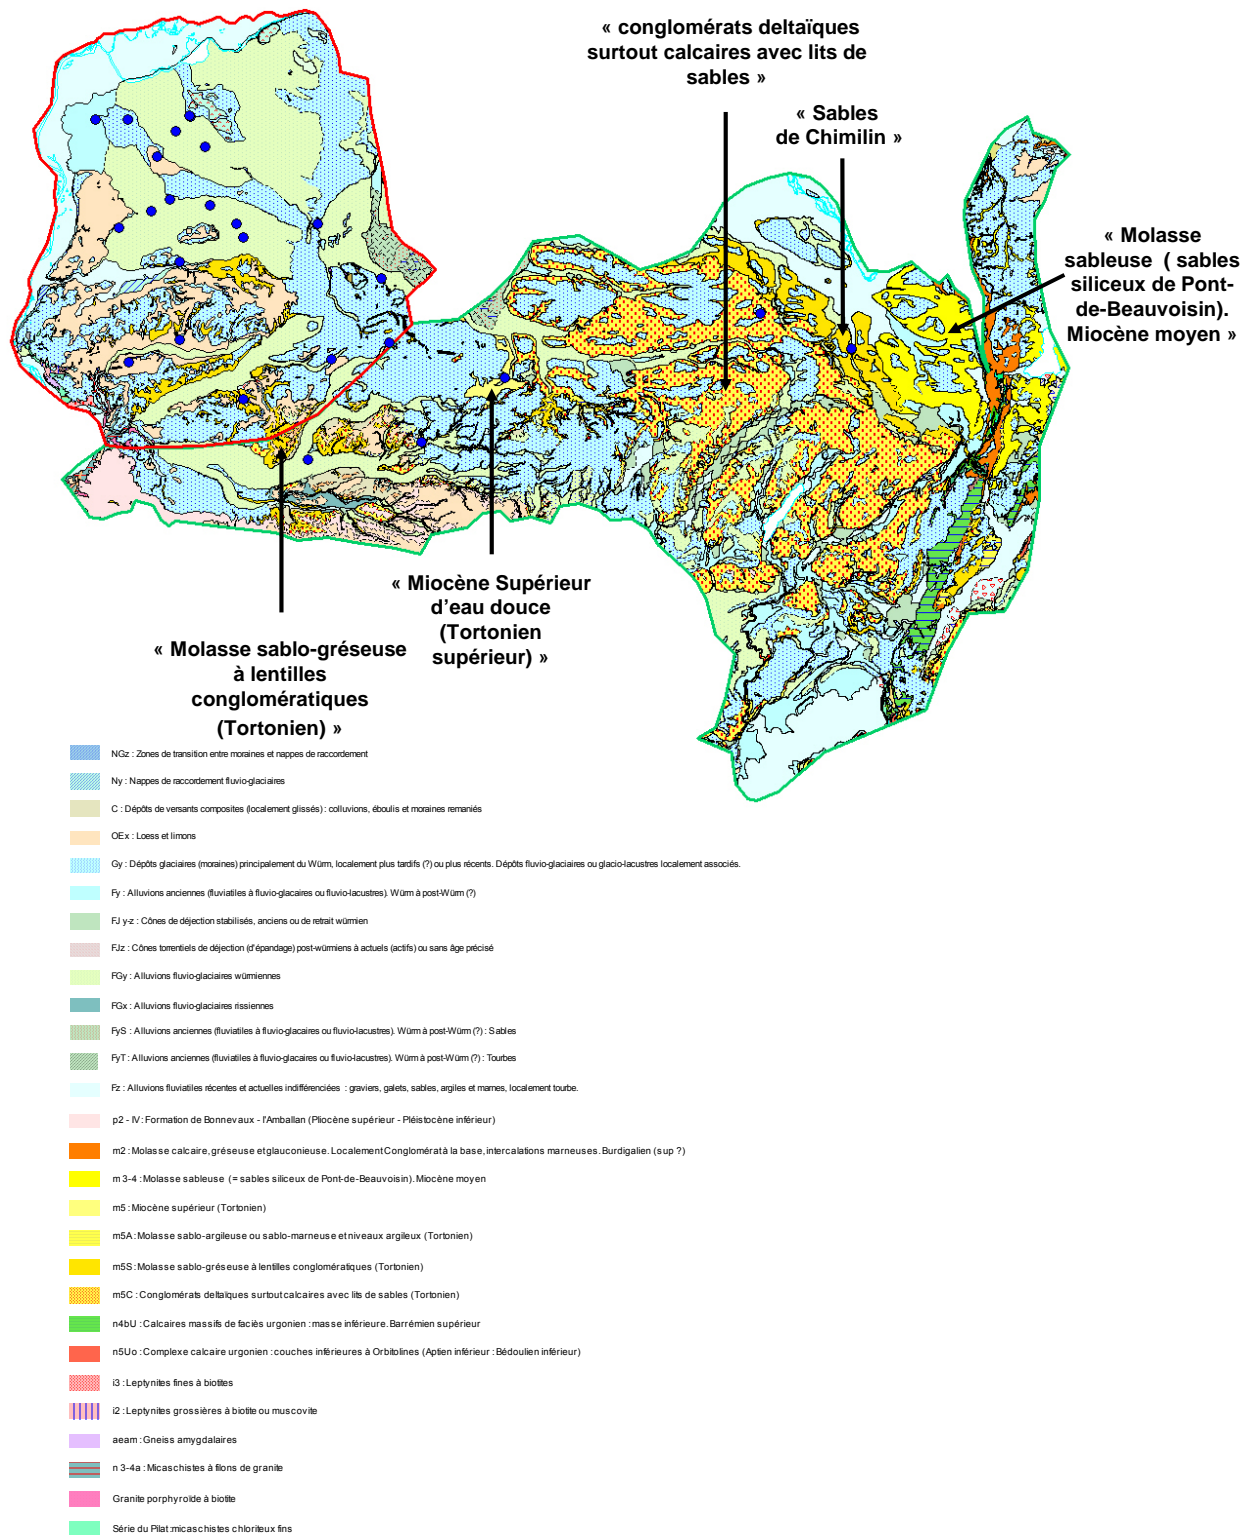 « conglomérats deltaïques
surtout calcaires avec lits de
sables »
« Sables
de Chimilin »
« Molasse
sableuse ( sables
siliceux de Pont-
de-Beauvoisin).
Miocène moyen »
« Miocène Supérieur
d'eau douce
(Tortonien
supérieur) »
« Molasse sablo-gréseuse
à lentilles
conglomératiques
(Tortonien) »
NGz : Zones de transition entre moraines et nappes de raccordement
Ny : Nappes de raccordement fluvio-glaciaires
C : Dépôts de versants composites (localement glissés) : colluvions, éboulis et moraines remaniés
OEx : Loess et limons
Gy : Dépôts glaciaires (moraines) principalement du Würm, localement plus tardifs (?) ou plus récents. Dépôts fluvio-glaciaires ou glacio-lacustres localement associés.
Fy : Alluvions anciennes (fluviatiles à fluvio-glacaires ou fluvio-lacustres). Würm à post-Würm (?)
FJ y-z : Cônes de déjection stabilisés, anciens ou de retrait würmien
FJz : Cônes torrentiels de déjection (d'épandage) post-würmiens à actuels (actifs) ou sans âge précisé
FGy : Alluvions fluvio-glaciaires würmiennes
FGx : Alluvions fluvio-glaciaires rissiennes
FyS : Alluvions anciennes (fluviatiles à fluvio-glacaires ou fluvio-lacustres). Würm à post-Würm (?) : Sables
FyT : Alluvions anciennes (fluviatiles à fluvio-glacaires ou fluvio-lacustres). Würm à post-Würm (?) : Tourbes
Fz : Alluvions fluviatiles récentes et actuelles indifférenciées : graviers, galets, sables, argiles et marnes, localement tourbe.
p2 - IV : Formation de Bonnevaux - l'Amballan (Pliocène supérieur - Pléistocène inférieur)
m2 : Molasse calcaire, gréseuse et glauconieuse. Localement Conglomérat à la base, intercalations marneuses. Burdigalien (sup ?)
m 3-4 : Molasse sableuse (= sables siliceux de Pont-de-Beauvoisin). Miocène moyen
m5 : Miocène supérieur (Tortonien)
m5A : Molasse sablo-argileuse ou sablo-marneuse et niveaux argileux (Tortonien)
m5S : Molasse sablo-gréseuse à lentilles conglomératiques (Tortonien)
m5C : Conglomérats deltaïques surtout calcaires avec lits de sables (Tortonien)
n4bU : Calcaires massifs de faciès urgonien : masse inférieure. Barrémien supérieur
n5Uo : Complexe calcaire urgonien : couches inférieures à Orbitolines (Aptien inférieur : Bédoulien inférieur)
i3 : Leptynites fines à biotites
i2 : Leptynites grossières à biotite ou muscovite
aeam : Gneiss amygdalaires
n 3-4a : Micaschistes à filons de granite
Granite porphyroïde à biotite
Série du Pilat : micaschistes chloriteux fins